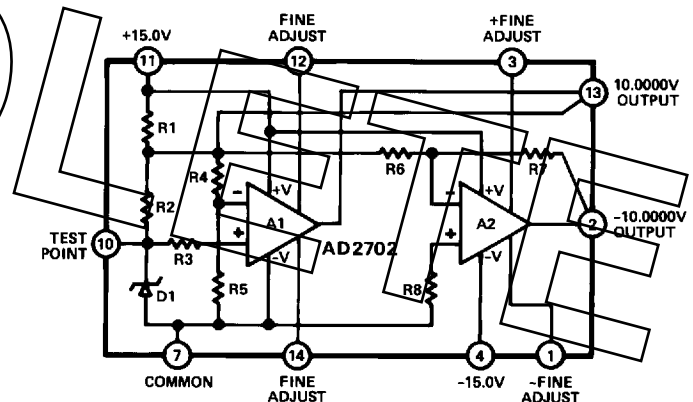 +15.0V
FINE
ADJUST
+FINE
ADJUST
11
12
3
13
10.0000V
OUTPUT
R1
R4
R6
R7
R2
−
+V
A1
+
−V
−
+V
A2
+
−V
2
−10.0000V
OUTPUT
TEST
POINT
10
R3
AD2702
D1
R5
R8
7
14
4
1
COMMON
FINE
ADJUST
−15.0V
~FINE
ADJUST
OBSOLETE